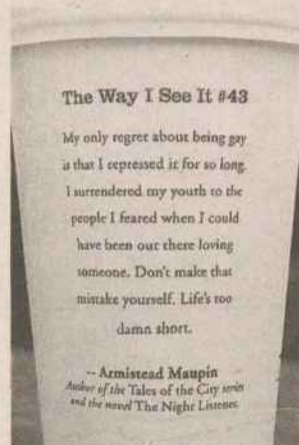 The Way I See It #43
My only regret about being gay
is that I repressed it for so long.
I surrendered my youth to the
people I feared when I could
have been out there loving
someone. Don't make that
mistake yourself. Life's too
damn short.
-- Armistead Maupin
Author of the Tales of the City series
and the novel The Night Listener.